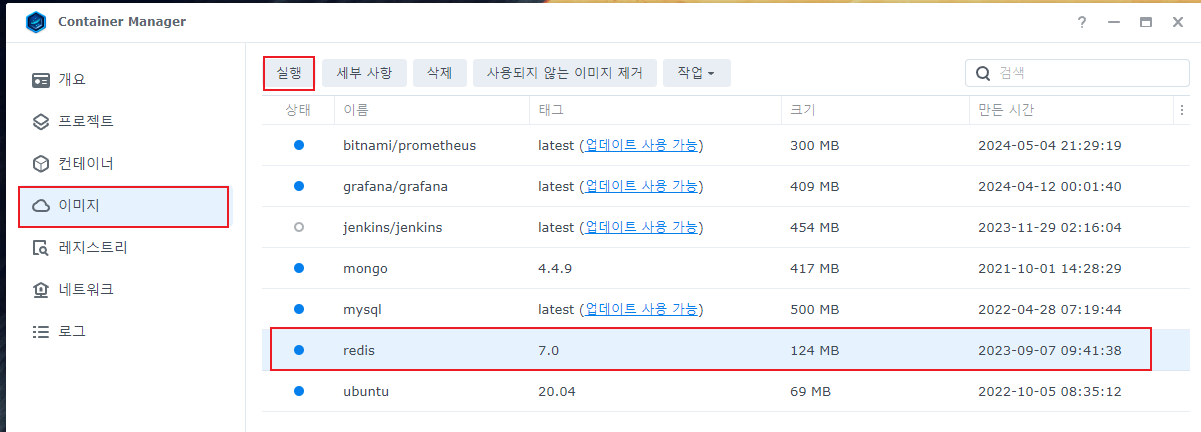 Container Manager
?
개요
프로젝트
컨테이너
이미지
레지스트리
네트워크
로그
실행 세부 사항 삭제 사용되지 않는 이미지 제거 작업 검색
상태 이름 태그 크기 만든 시간
bitnami/prometheus latest (업데이트 사용 가능) 300 MB 2024-05-04 21:29:19
grafana/grafana latest (업데이트 사용 가능) 409 MB 2024-04-12 00:01:40
jenkins/jenkins latest (업데이트 사용 가능) 454 MB 2023-11-29 02:16:04
mongo 4.4.9 417 MB 2021-10-01 14:28:29
mysql latest (업데이트 사용 가능) 500 MB 2022-04-28 07:19:44
redis 7.0 124 MB 2023-09-07 09:41:38
ubuntu 20.04 69 MB 2022-10-05 08:35:12